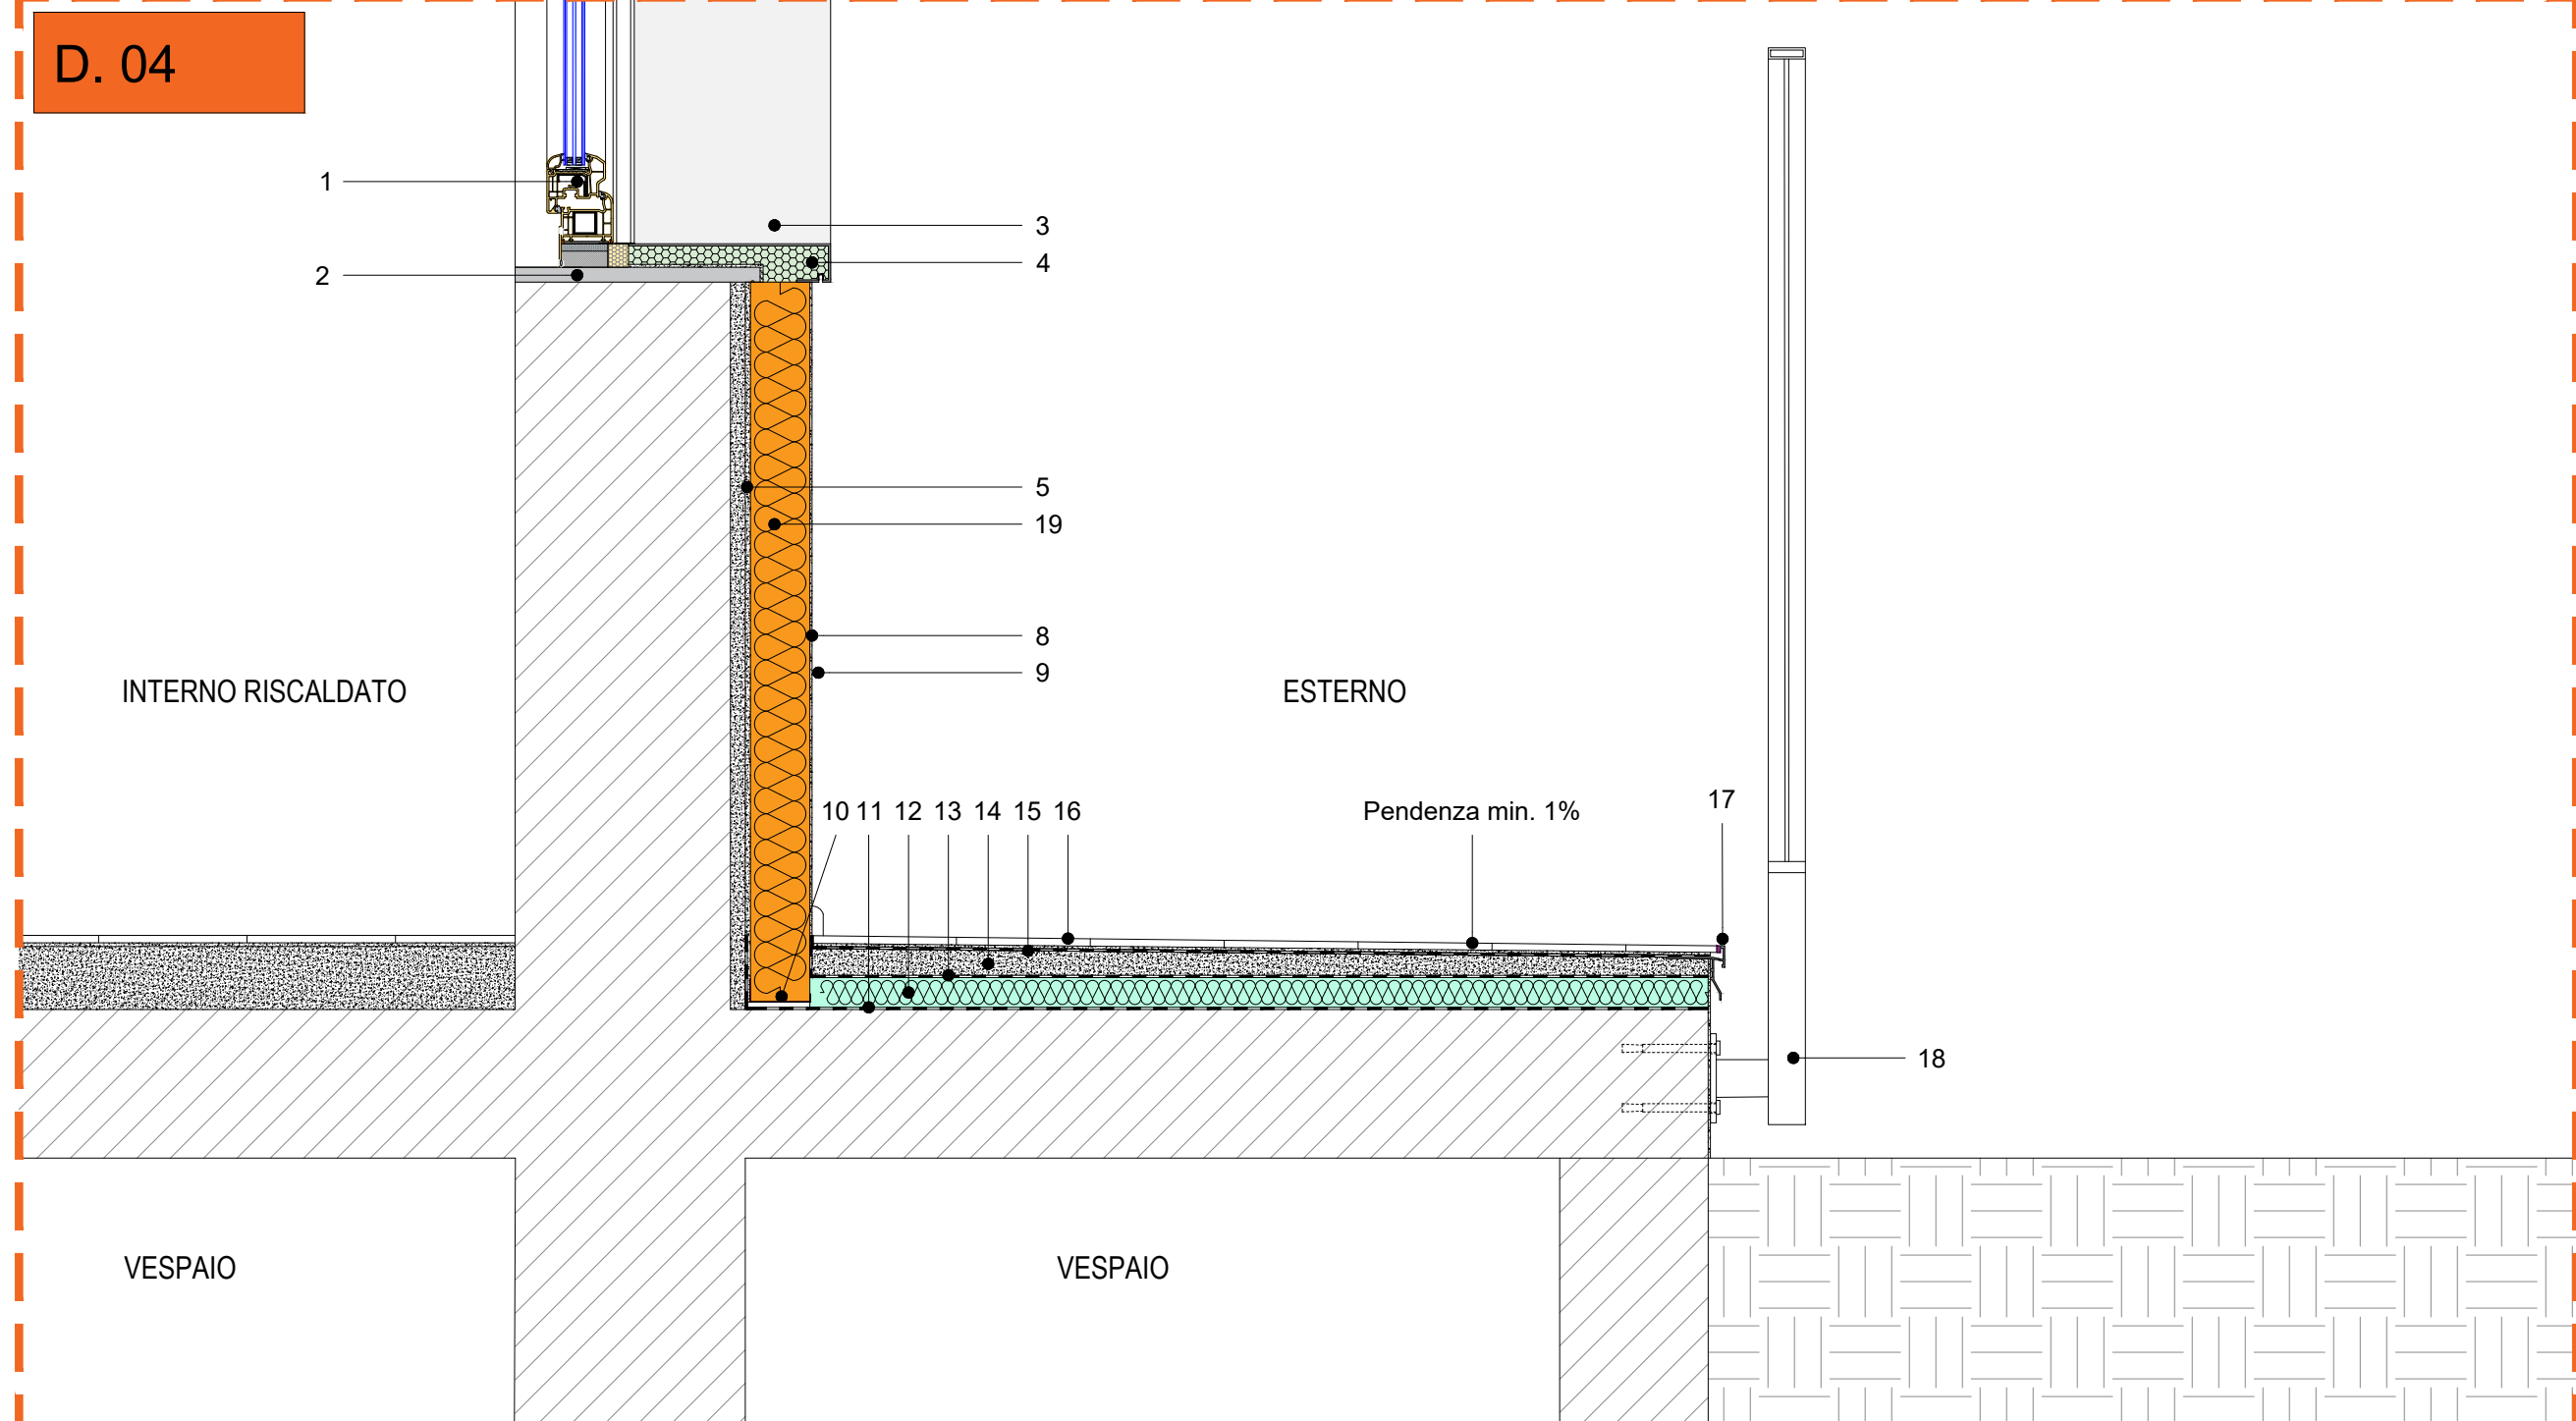 D. 04
1
3
4
2
5
19
8
9
INTERNO RISCALDATO
ESTERNO
10 11 12 13 14 15 16
Pendenza min. 1%
17
18
VESPAIO
VESPAIO